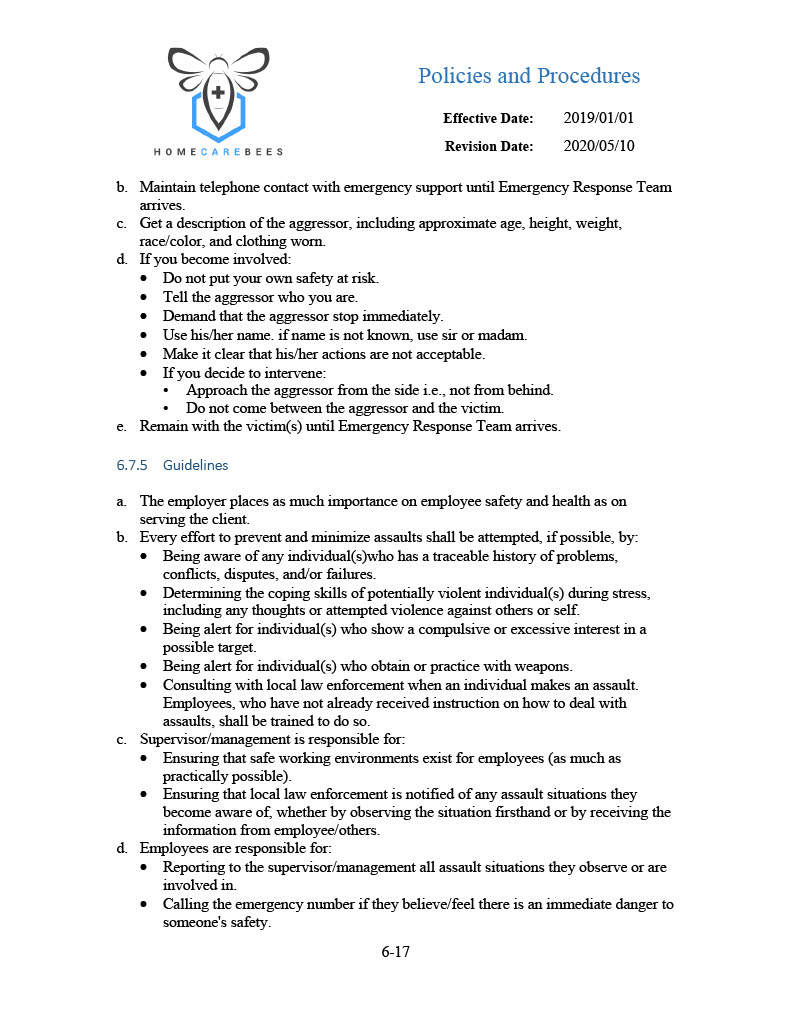 Policies and Procedures
Effective Date: 2019/01/01
Revision Date: 2020/05/10
HOMECAREBEES
b. Maintain telephone contact with emergency support until Emergency Response Team
arrives.
c. Get a description of the aggressor, including approximate age, height, weight,
race/color, and clothing worn.
d. If you become involved:
• Do not put your own safety at risk.
• Tell the aggressor who you are.
• Demand that the aggressor stop immediately.
• Use his/her name. if name is not known, use sir or madam.
• Make it clear that his/her actions are not acceptable.
• If you decide to intervene:
• Approach the aggressor from the side i.e., not from behind.
• Do not come between the aggressor and the victim.
e. Remain with the victim(s) until Emergency Response Team arrives.
6.7.5 Guidelines
a. The employer places as much importance on employee safety and health as on
serving the client.
b. Every effort to prevent and minimize assaults shall be attempted, if possible, by:
• Being aware of any individual(s)who has a traceable history of problems,
conflicts, disputes, and/or failures.
• Determining the coping skills of potentially violent individual(s) during stress,
including any thoughts or attempted violence against others or self.
• Being alert for individual(s) who show a compulsive or excessive interest in a
possible target.
• Being alert for individual(s) who obtain or practice with weapons.
• Consulting with local law enforcement when an individual makes an assault.
Employees, who have not already received instruction on how to deal with
assaults, shall be trained to do so.
c. Supervisor/management is responsible for:
• Ensuring that safe working environments exist for employees (as much as
practically possible).
• Ensuring that local law enforcement is notified of any assault situations they
become aware of, whether by observing the situation firsthand or by receiving the
information from employee/others.
d. Employees are responsible for:
• Reporting to the supervisor/management all assault situations they observe or are
involved in.
• Calling the emergency number if they believe/feel there is an immediate danger to
someone's safety.
6-17